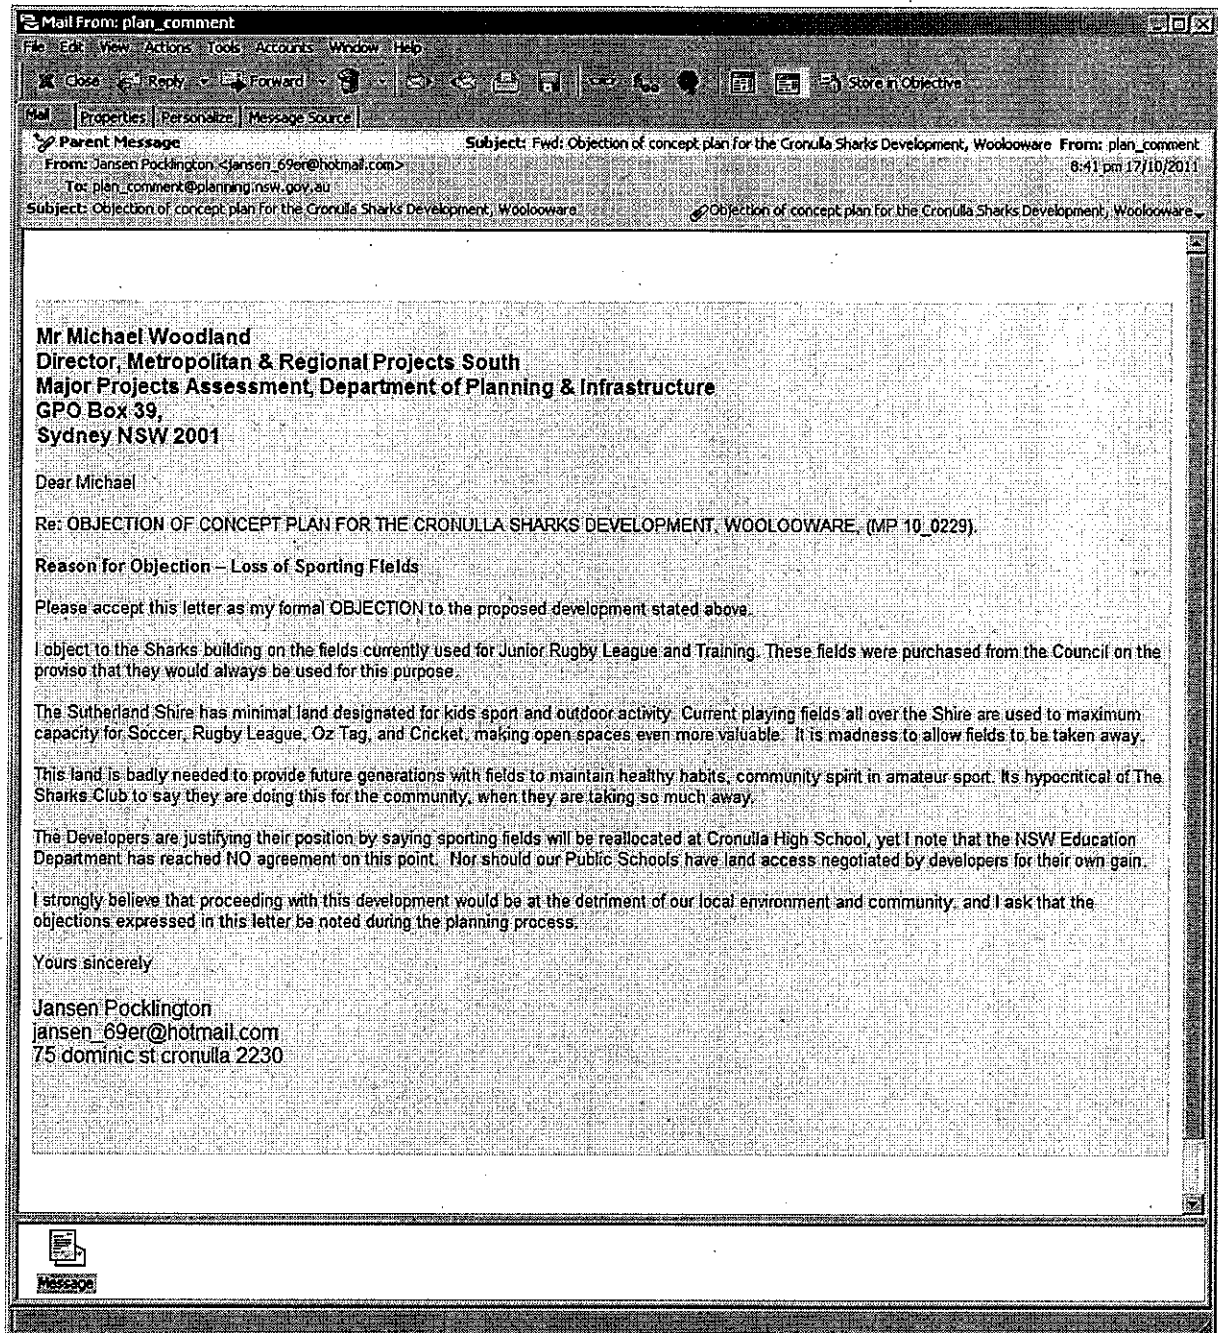 Mail From: plan_comment
File Edit View Actions Tools Accounts Window Help
Close Reply Forward Store in Objective
Mail Properties Personalize Message Source
Parent Message Subject: Fwd: Objection of concept plan for the Cronulla Sharks Development, Woolooware From: plan_comment
From: Jansen Pocklington <jansen_69er@hotmail.com> 8:41 pm 17/10/2011
To: plan_comment@planning.nsw.gov.au
Subject: Objection of concept plan for the Cronulla Sharks Development, Woolooware Objection of concept plan for the Cronulla Sharks Development, Woolooware
Mr Michael Woodland
Director, Metropolitan & Regional Projects South
Major Projects Assessment, Department of Planning & Infrastructure
GPO Box 39,
Sydney NSW 2001
Dear Michael
Re: OBJECTION OF CONCEPT PLAN FOR THE CRONULLA SHARKS DEVELOPMENT, WOOLOOWARE, (MP 10_0229).
Reason for Objection – Loss of Sporting Fields
Please accept this letter as my formal OBJECTION to the proposed development stated above.
I object to the Sharks building on the fields currently used for Junior Rugby League and Training. These fields were purchased from the Council on the
proviso that they would always be used for this purpose.
The Sutherland Shire has minimal land designated for kids sport and outdoor activity. Current playing fields all over the Shire are used to maximum
capacity for Soccer, Rugby League, Oz Tag, and Cricket, making open spaces even more valuable. It is madness to allow fields to be taken away.
This land is badly needed to provide future generations with fields to maintain healthy habits, community spirit in amateur sport. Its hypocritical of The
Sharks Club to say they are doing this for the community, when they are taking so much away.
The Developers are justifying their position by saying sporting fields will be reallocated at Cronulla High School, yet I note that the NSW Education
Department has reached NO agreement on this point. Nor should our Public Schools have land access negotiated by developers for their own gain.
I strongly believe that proceeding with this development would be at the detriment of our local environment and community, and I ask that the
objections expressed in this letter be noted during the planning process.
Yours sincerely
Jansen Pocklington
jansen_69er@hotmail.com
75 dominic st cronulla 2230
Message